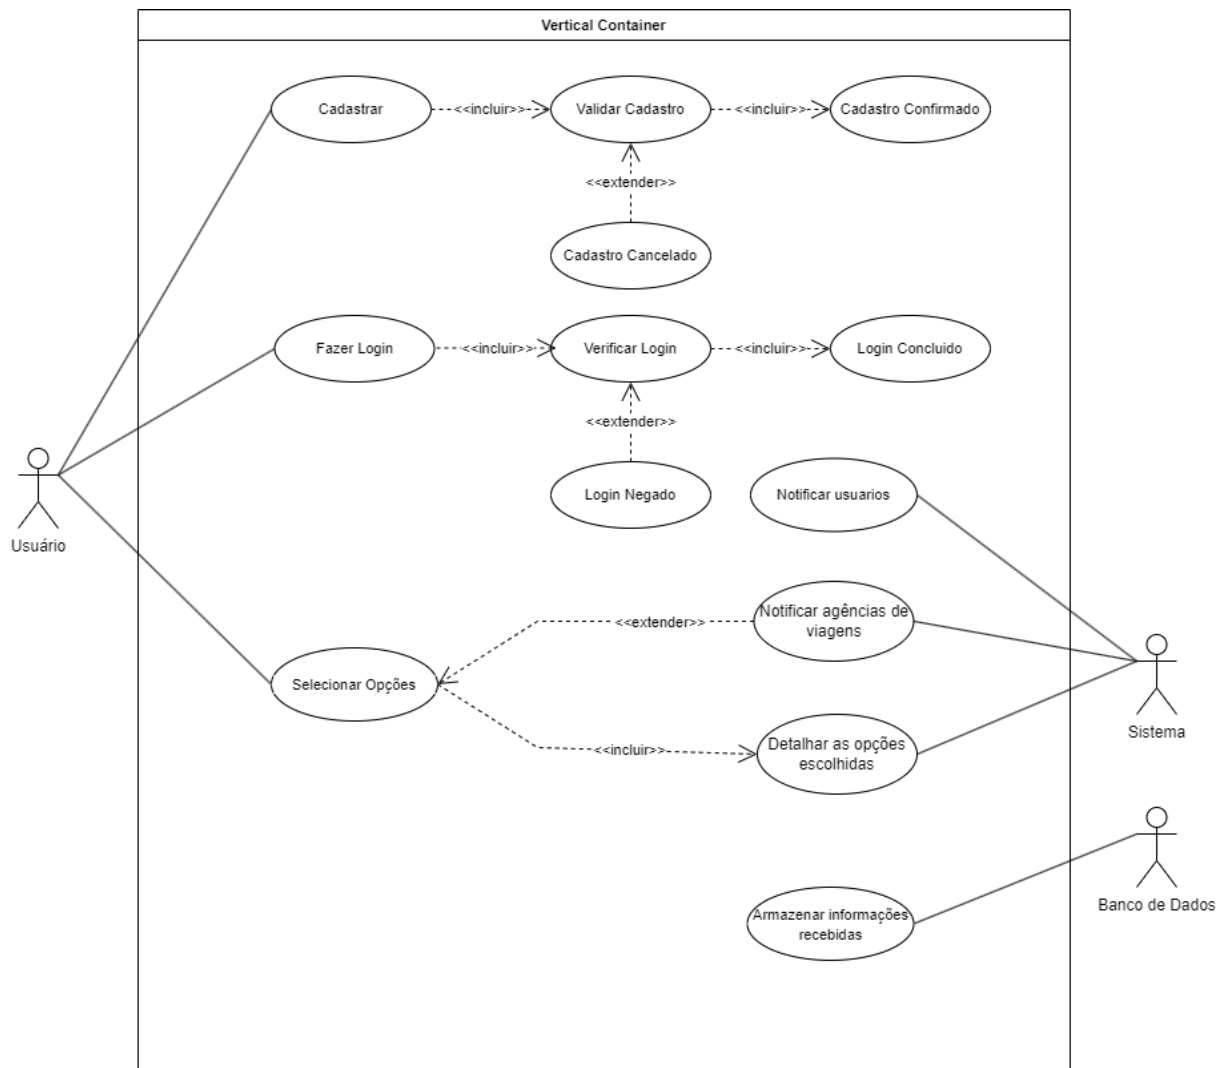 Vertical Container
Cadastrar
<<incluir>>
Validar Cadastro
<<incluir>>
Cadastro Confirmado
<<extender>>
Cadastro Cancelado
Fazer Login
<<incluir>>
Verificar Login
<<incluir>>
Login Concluido
<<extender>>
Login Negado
Notificar usuarios
Usuário
<<extender>>
Notificar agências de
viagens
Selecionar Opções
<<incluir>>
Detalhar as opções
escolhidas
Sistema
Armazenar informações
recebidas
Banco de Dados